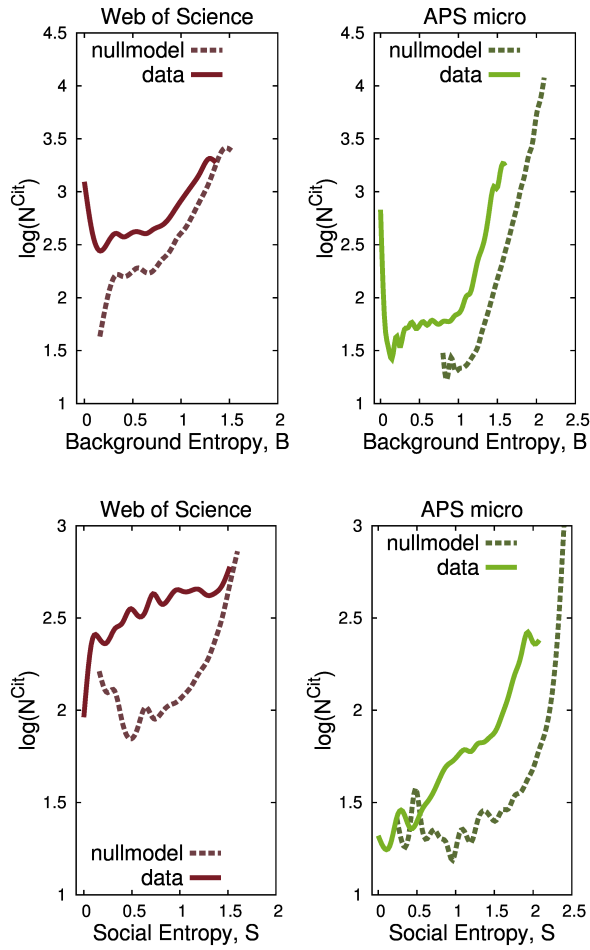 Web of Science
nullmodel
data
4.5
4
3.5
3
2.5
2
1.5
1
log(N^Cit)
0 0.5 1 1.5 2
Background Entropy, B
APS micro
nullmodel
data
4.5
4
3.5
3
2.5
2
1.5
1
log(N^Cit)
0 0.5 1 1.5 2 2.5
Background Entropy, B
Web of Science
3
2.5
2
1.5
1
log(N^Cit)
nullmodel
data
0 0.5 1 1.5 2
Social Entropy, S
APS micro
nullmodel
data
3
2.5
2
1.5
1
log(N^Cit)
0 0.5 1 1.5 2 2.5
Social Entropy, S